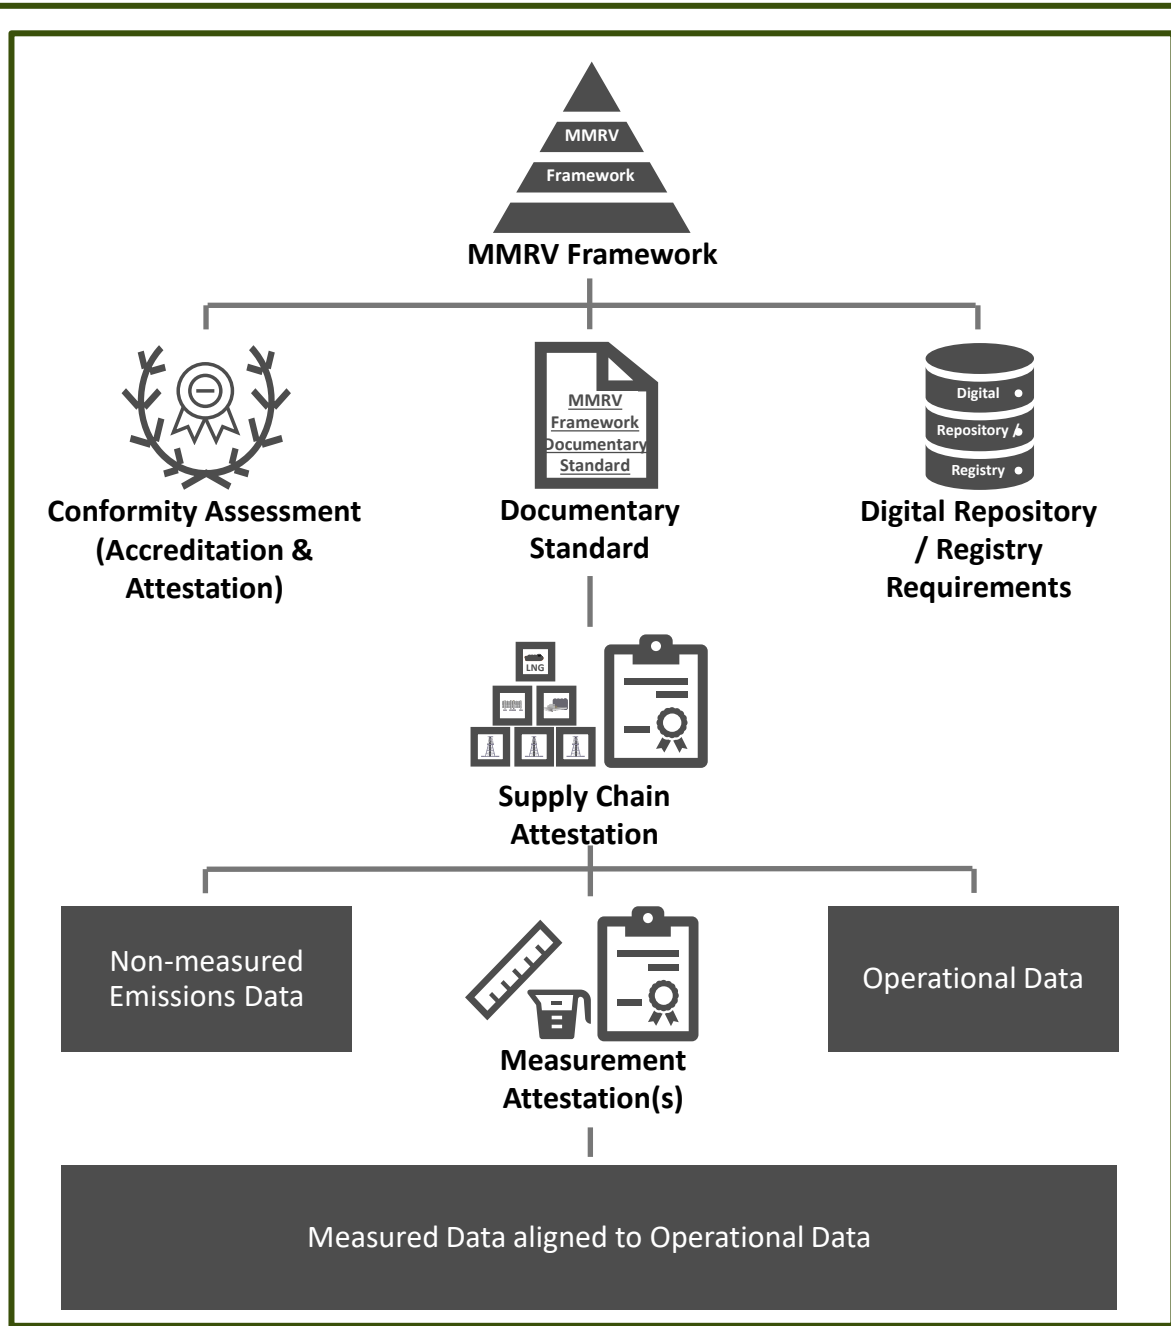 MMRV
Framework
MMRV Framework
MMRV
Framework
Documentary
Standard
Digital
Repository /
Registry
Conformity Assessment
(Accreditation &
Attestation)
Documentary
Standard
Digital Repository
/ Registry
Requirements
LNG
Supply Chain
Attestation
Non-measured
Emissions Data
Operational Data
Measurement
Attestation(s)
Measured Data aligned to Operational Data